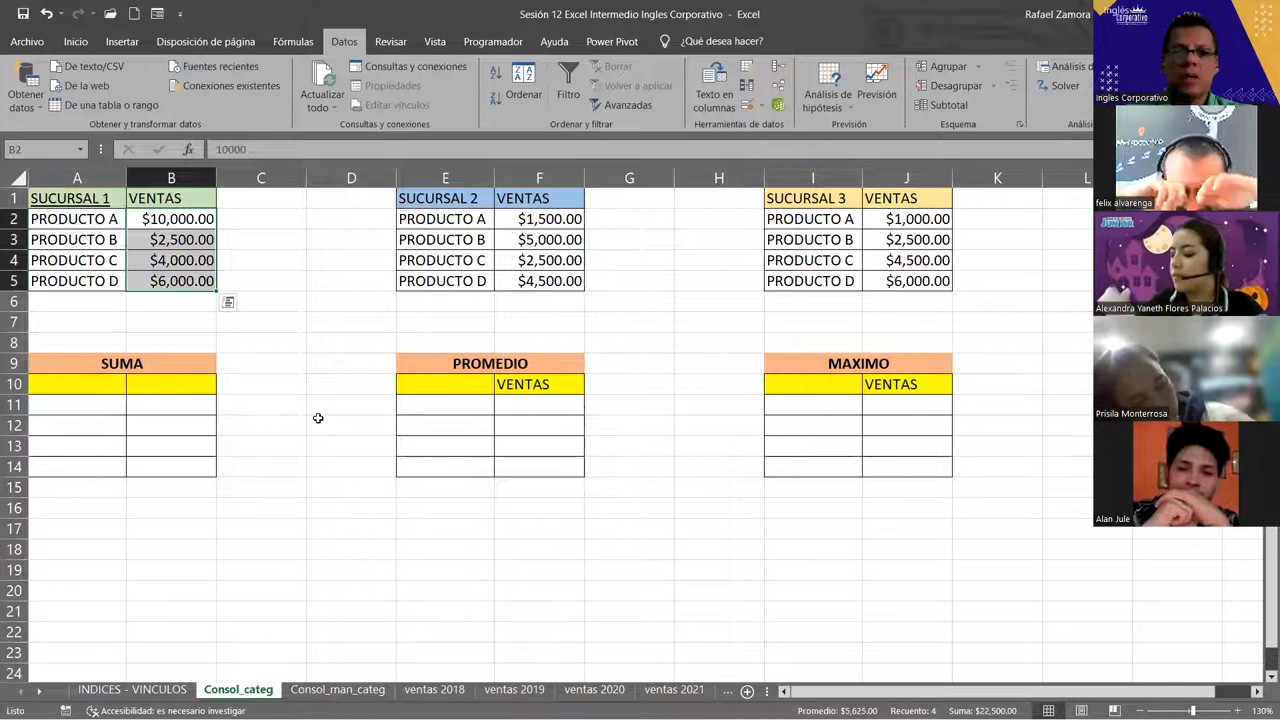 Sesión 12 Excel Intermedio Ingles Corporativo - Excel
Rafael Zamora
Archivo Inicio Insertar Disposición de página Fórmulas Datos Revisar Vista Programador Ayuda Power Pivot ¿Qué desea hacer?
Obtener datos
De texto/CSV
De la web
De una tabla o rango
Fuentes recientes
Conexiones existentes
Obtener y transformar datos
Actualizar todo
Consultas y conexiones
Propiedades
Editar vínculos
Consultas y conexiones
Ordenar
Filtro
Borrar
Volver a aplicar
Avanzadas
Ordenar y filtrar
Texto en columnas
Herramientas de datos
Análisis de hipótesis
Previsión
Previsión
Agrupar
Desagrupar
Subtotal
Esquema
Análisis d
Solver
Análisis
B2 fx 10000
A B C D E F G H I J K L
1 SUCURSAL 1 VENTAS SUCURSAL 2 VENTAS SUCURSAL 3 VENTAS
2 PRODUCTO A $10,000.00 PRODUCTO A $1,500.00 PRODUCTO A $1,000.00
3 PRODUCTO B $2,500.00 PRODUCTO B $5,000.00 PRODUCTO B $2,500.00
4 PRODUCTO C $4,000.00 PRODUCTO C $2,500.00 PRODUCTO C $4,500.00
5 PRODUCTO D $6,000.00 PRODUCTO D $4,500.00 PRODUCTO D $6,000.00
6
7
8
9 SUMA PROMEDIO MAXIMO
10 VENTAS VENTAS
11
12
13
14
15
16
17
18
19
20
21
22
23
24
INDICES - VINCULOS Consol_categ Consol_man_categ ventas 2018 ventas 2019 ventas 2020 ventas 2021 ...
Listo Accesibilidad: es necesario investigar Promedio: $5,625.00 Recuento: 4 Suma: $22,500.00 130%
Inglés
Corporativo
Ingles Corporativo
felix alvarenga
JUNIOR
Alexandra Yaneth Flores Palacios
Prisila Monterrosa
Alan Jule